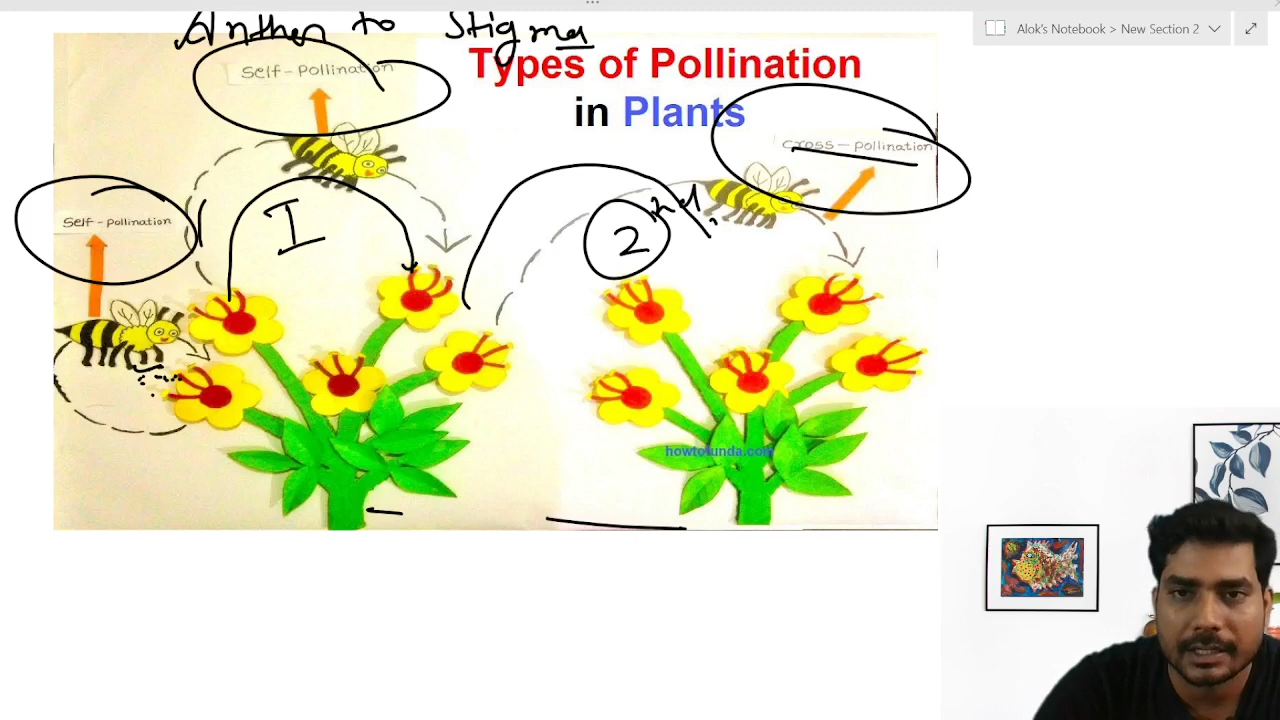 Anther to Stigma
Alok's Notebook > New Section 2
Self-pollination
Types of Pollination
in Plants
Cross-pollination
Self-pollination
I
2
howtofunda.com